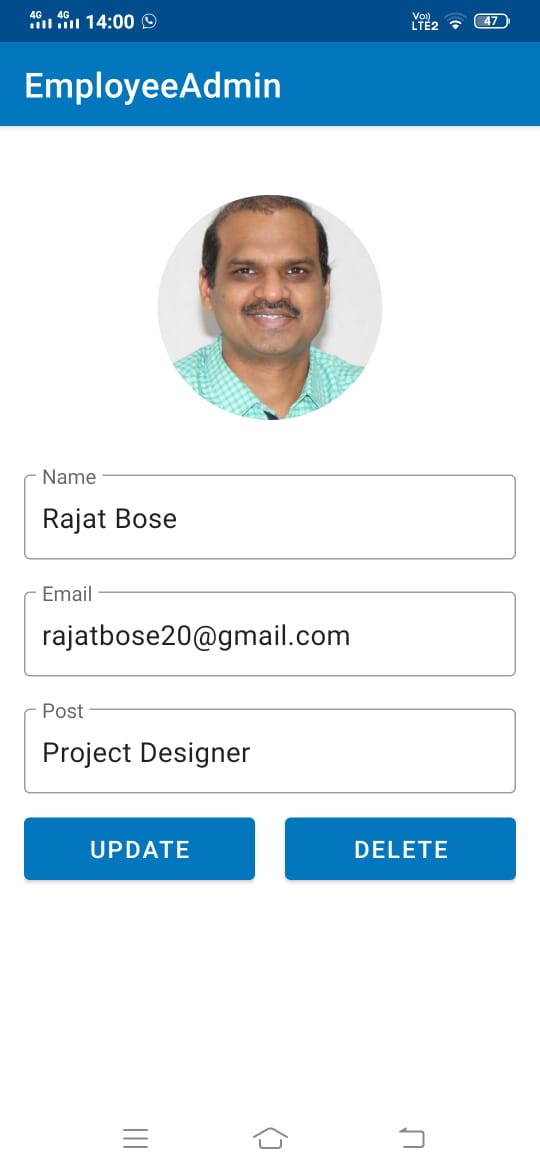 4G 4G 14:00 Vo)) LTE2 47
EmployeeAdmin
Name
Rajat Bose
Email
rajatbose20@gmail.com
Post
Project Designer
UPDATE DELETE